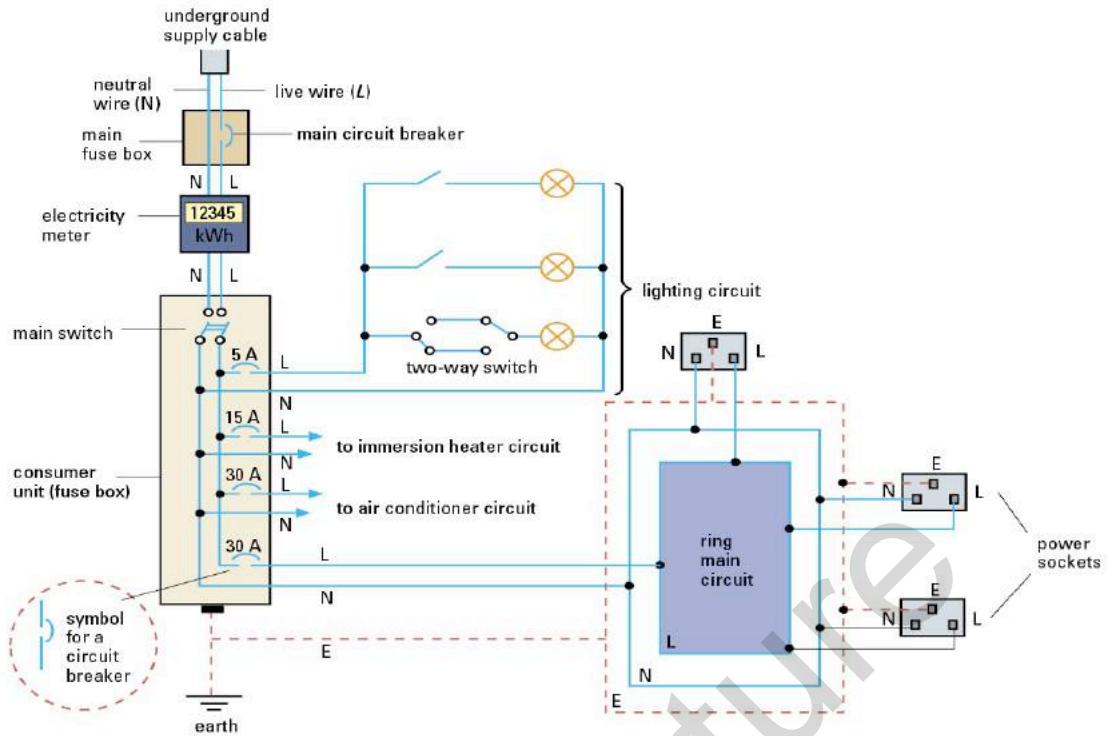 underground
supply cable
neutral
wire (N)
live wire (L)
main
fuse box
main circuit breaker
N L
electricity
meter
12345
kWh
N L
main switch
5 A
L
N
lighting circuit
two-way switch
15 A
L
N
to immersion heater circuit
consumer
unit (fuse box)
30 A
L
N
to air conditioner circuit
30 A
L
N
symbol
for a
circuit
breaker
E
earth
E
N L
E
N L
E
N L
power
sockets
ring
main
circuit
L
N
E
ture